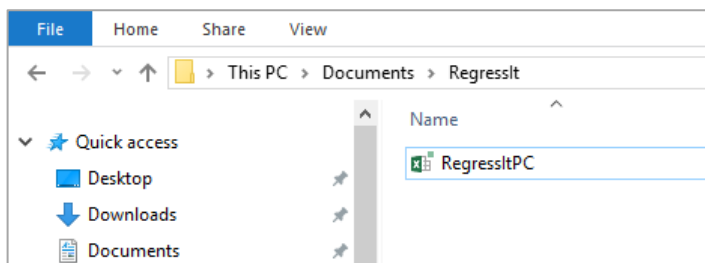 File Home Share View
This PC > Documents > RegressIt
Name
Quick access
RegressItPC
Desktop
Downloads
Documents